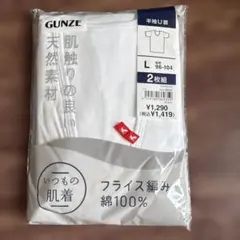 GUNZE
半袖U首
L
96-104
2枚組
¥1,290
(税込¥1,419)
肌触りの良い
天然素材
いつもの
肌着
フライス編み
綿100%